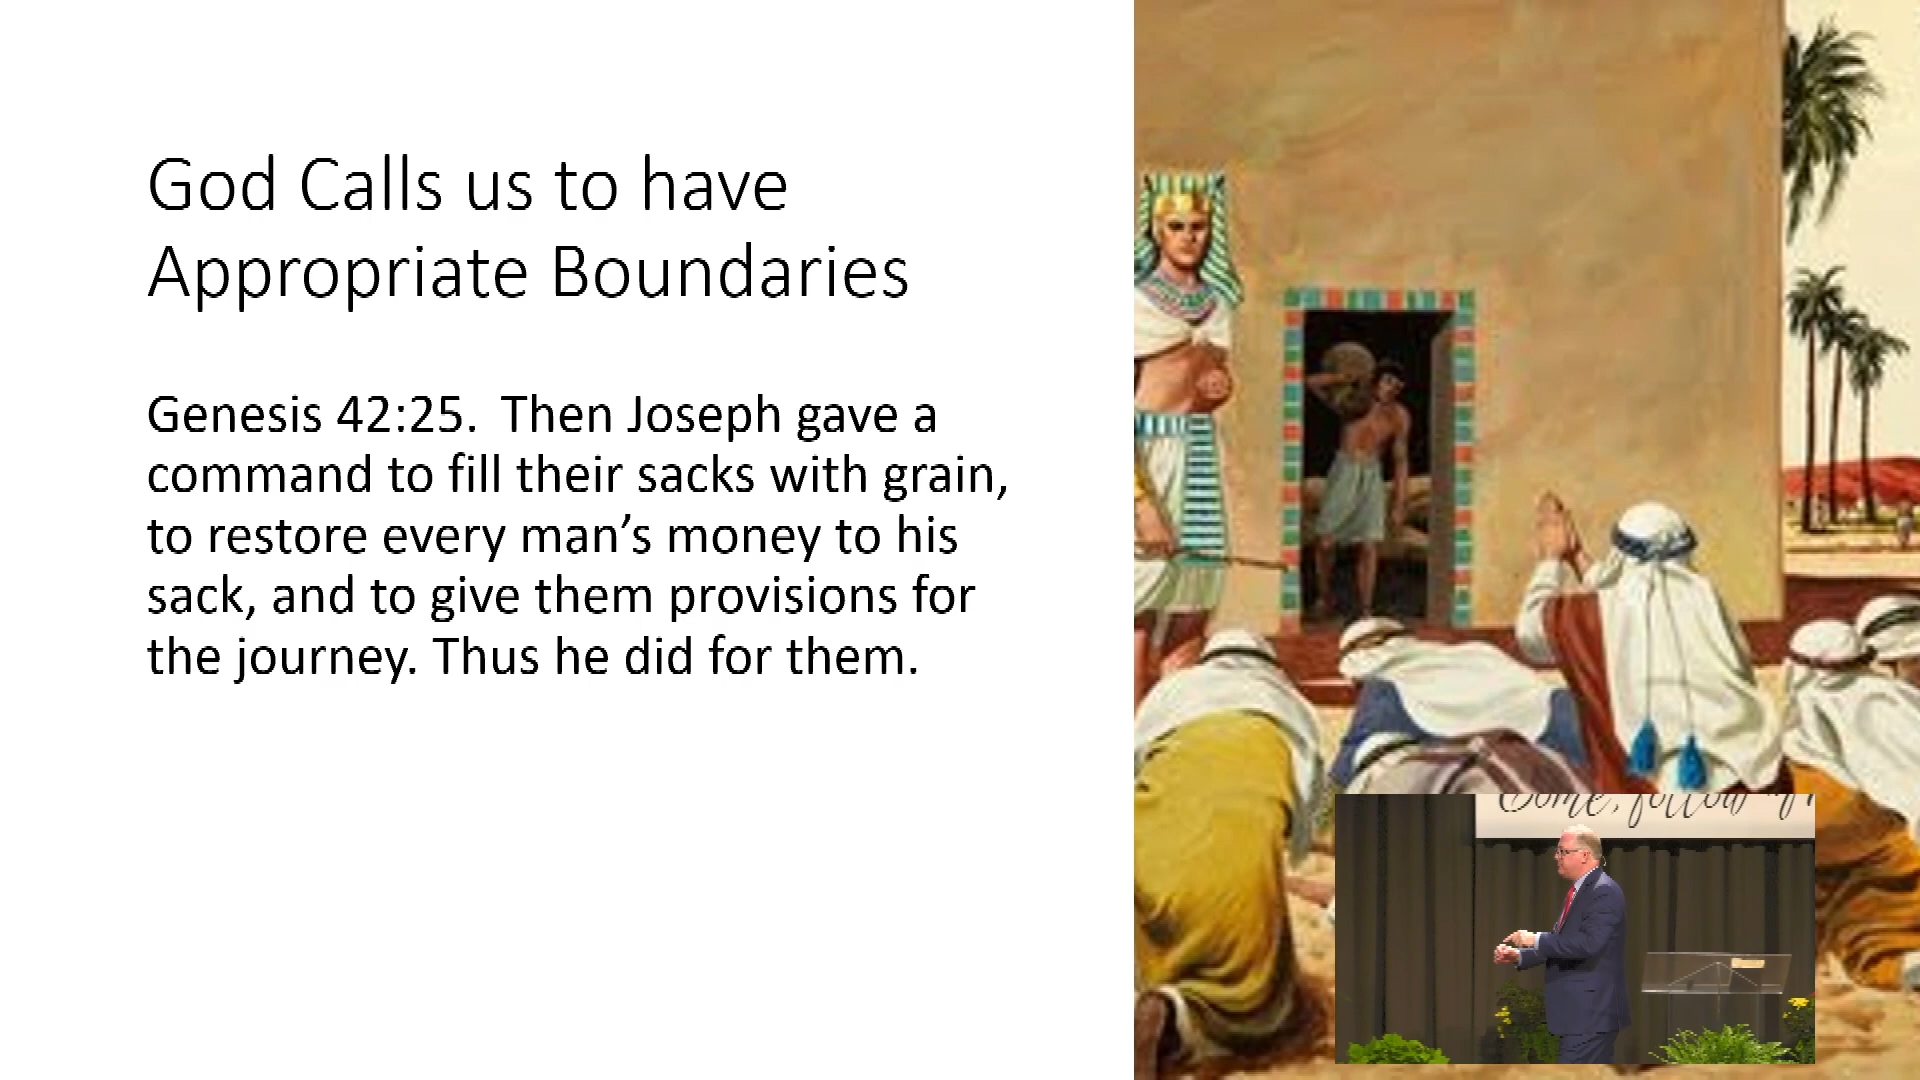 God Calls us to have
Appropriate Boundaries
Genesis 42:25.  Then Joseph gave a
command to fill their sacks with grain,
to restore every man’s money to his
sack, and to give them provisions for
the journey. Thus he did for them.
Come, follow